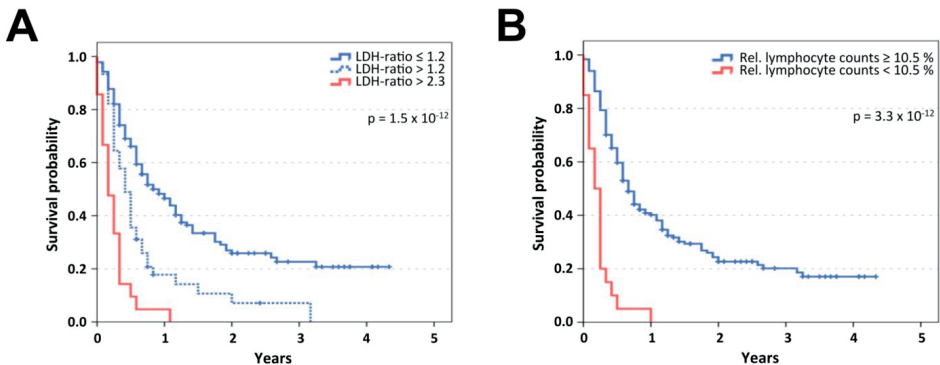 A
Survival probability
1.0
0.8
0.6
0.4
0.2
0.0
LDH-ratio ≤ 1.2
LDH-ratio > 1.2
LDH-ratio > 2.3
p = 1.5 x 10-12
0 1 2 3 4 5
Years
B
Survival probability
1.0
0.8
0.6
0.4
0.2
0.0
Rel. lymphocyte counts ≥ 10.5 %
Rel. lymphocyte counts < 10.5 %
p = 3.3 x 10-12
0 1 2 3 4 5
Years